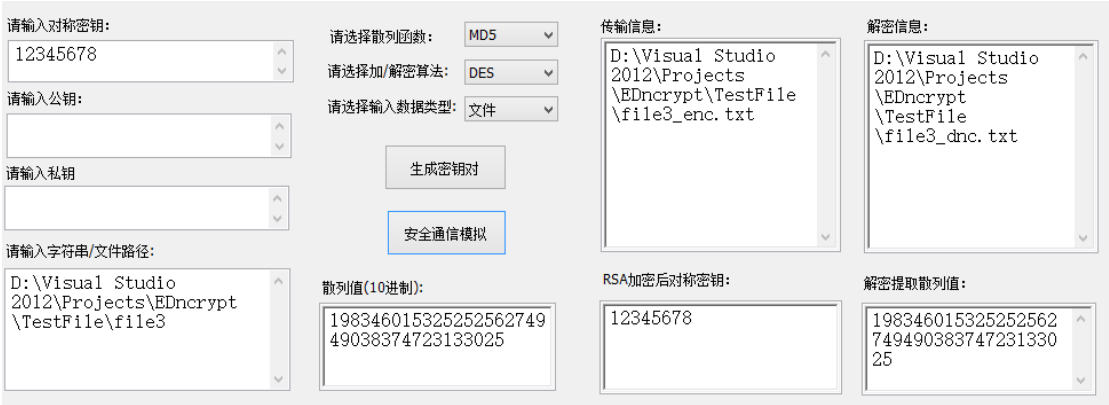 请输入对称密钥:
12345678
请输入公钥:
请输入私钥
请输入字符串/文件路径:
D:\Visual Studio
2012\Projects\EDncrypt
\TestFile\file3
请选择散列函数:
MD5
请选择加/解密算法:
DES
请选择输入数据类型:
文件
生成密钥对
安全通信模拟
散列值(10进制):
198346015325252562749
49038374723133025
传输信息:
D:\Visual Studio
2012\Projects
\EDncrypt\TestFile
\file3_enc.txt
RSA加密后对称密钥:
12345678
解密信息:
D:\Visual Studio
2012\Projects
\EDncrypt
\TestFile
\file3_dnc.txt
解密提取散列值:
198346015325252562
749490383747231330
25